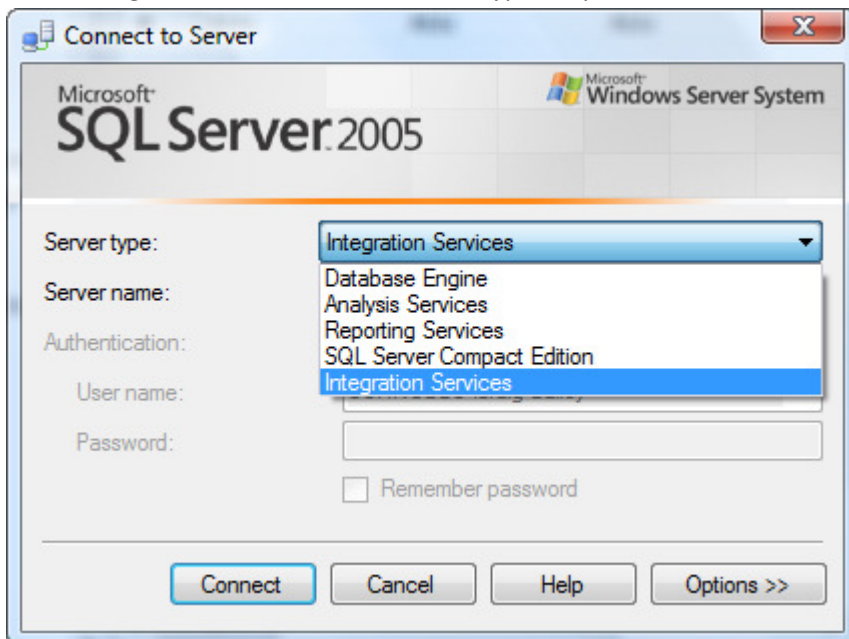 Connect to Server
Microsoft
SQL Server 2005
Microsoft
Windows Server System
Server type:
Integration Services
Database Engine
Server name:
Analysis Services
Reporting Services
Authentication:
SQL Server Compact Edition
Integration Services
User name:
Password:
Remember password
Connect Cancel Help Options >>